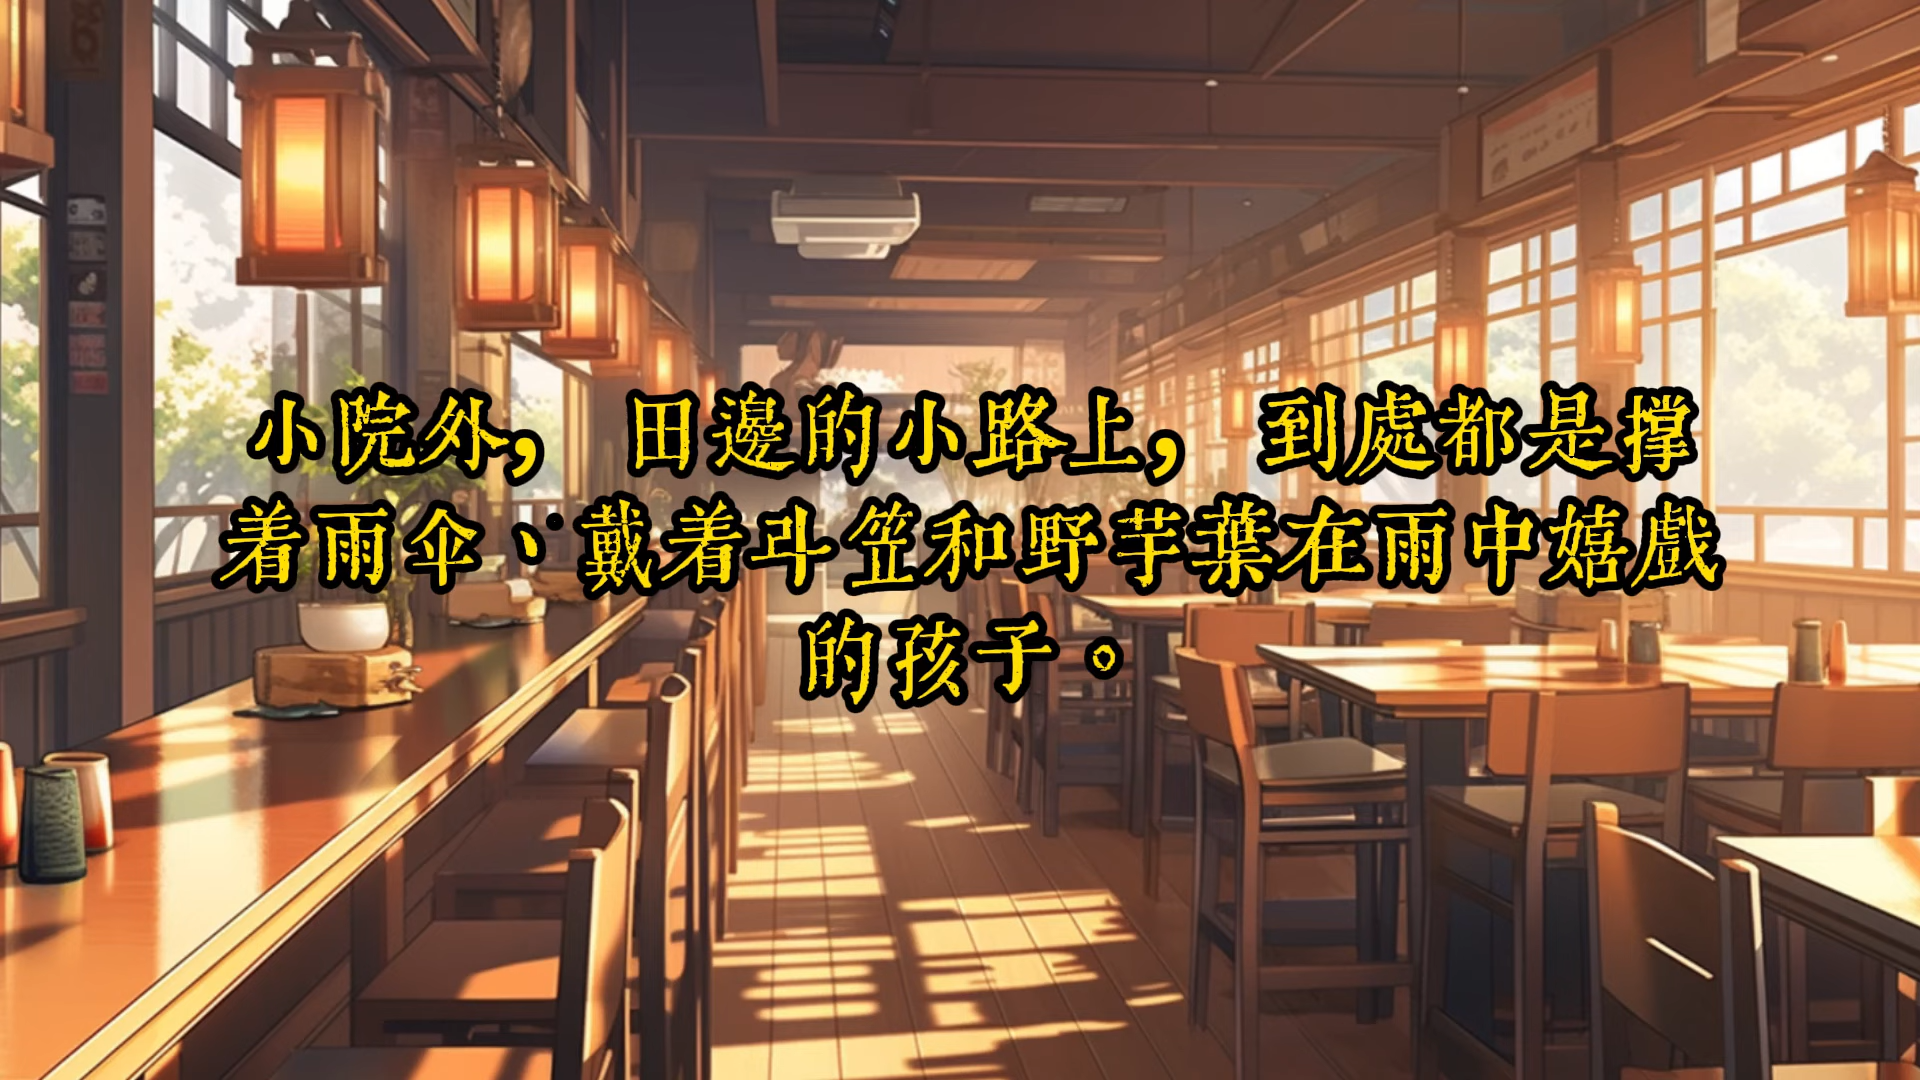 小院外，田邊的小路上，到處都是撑
着雨伞、戴着斗笠和野芋葉在雨中嬉戲
的孩子。